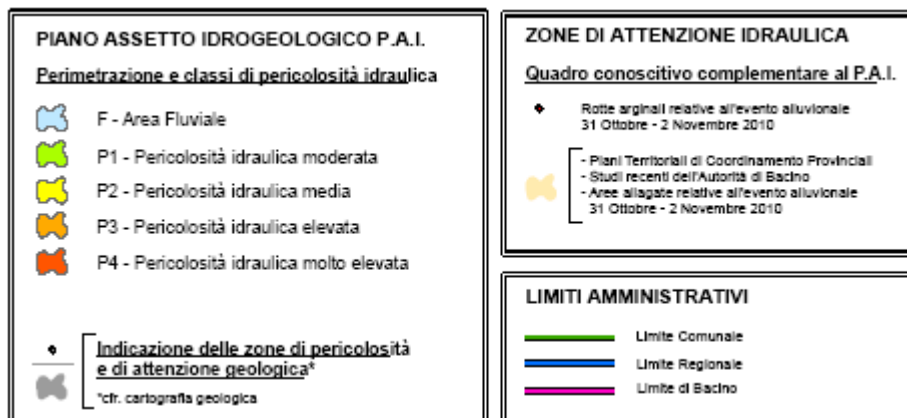 PIANO ASSETTO IDROGEOLOGICO P.A.I.
Perimetrazione e classi di pericolosità idraulica
F - Area Fluviale
P1 - Pericolosità idraulica moderata
P2 - Pericolosità idraulica media
P3 - Pericolosità idraulica elevata
P4 - Pericolosità idraulica molto elevata
Indicazione delle zone di pericolosità
e di attenzione geologica*
*cfr. cartografia geologica
ZONE DI ATTENZIONE IDRAULICA
Quadro conoscitivo complementare al P.A.I.
Rotte arginali relative all'evento alluvionale
31 Ottobre - 2 Novembre 2010
- Piani Territoriali di Coordinamento Provinciali
- Studi recenti dell'Autorità di Bacino
- Aree allagate relative all'evento alluvionale
31 Ottobre - 2 Novembre 2010
LIMITI AMMINISTRATIVI
Limite Comunale
Limite Regionale
Limite di Bacino